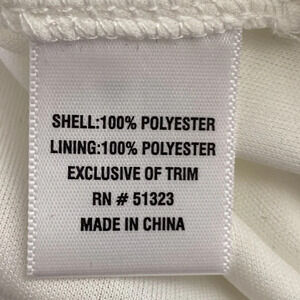 SHELL:100% POLYESTER
LINING:100% POLYESTER
EXCLUSIVE OF TRIM
RN # 51323
MADE IN CHINA